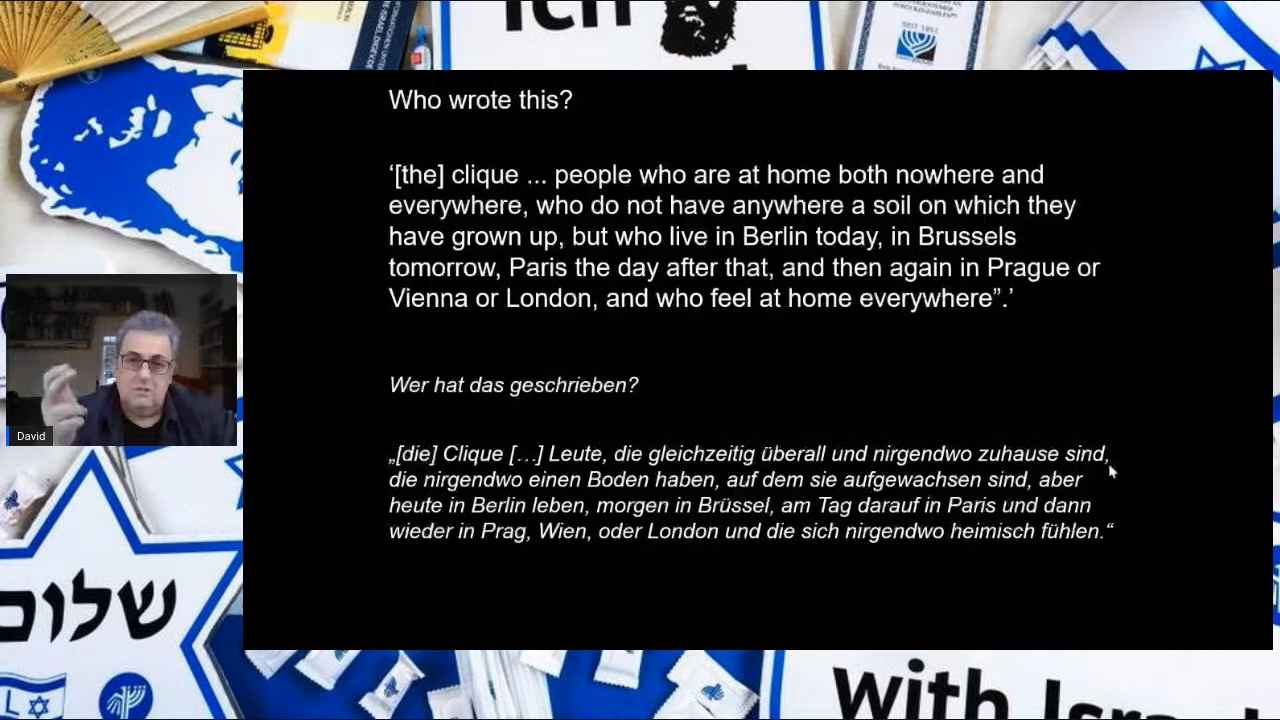 ich
SEIT 1951
Who wrote this?
‘[the] clique ... people who are at home both nowhere and
everywhere, who do not have anywhere a soil on which they
have grown up, but who live in Berlin today, in Brussels
tomorrow, Paris the day after that, and then again in Prague or
Vienna or London, and who feel at home everywhere”.’
David
Wer hat das geschrieben?
„[die] Clique […] Leute, die gleichzeitig überall und nirgendwo zuhause sind,
die nirgendwo einen Boden haben, auf dem sie aufgewachsen sind, aber
heute in Berlin leben, morgen in Brüssel, am Tag darauf in Paris und dann
wieder in Prag, Wien, oder London und die sich nirgendwo heimisch fühlen.“
שלום
with Israel